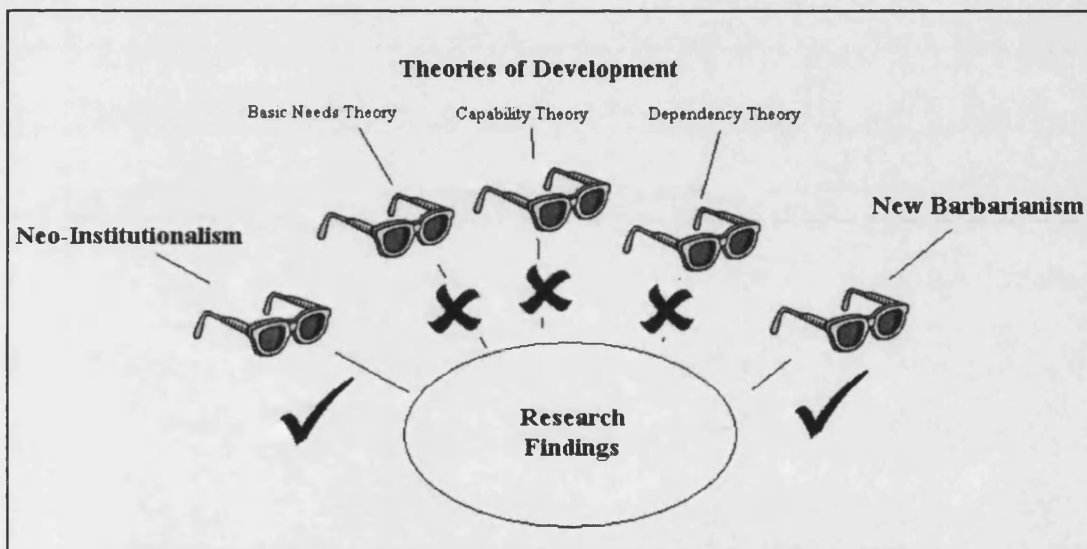 Theories of Development
Basic Needs Theory
Capability Theory
Dependency Theory
New Barbarianism
Neo-Institutionalism
Research
Findings